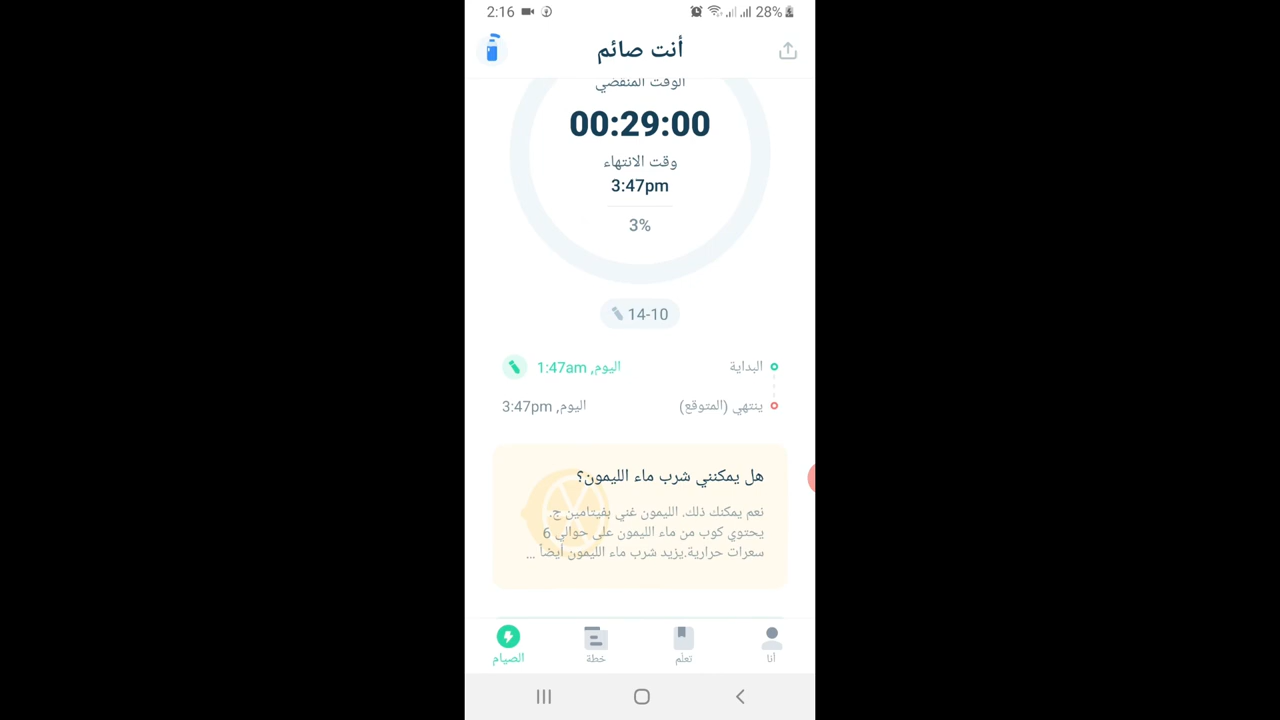 2:16
28%
أنت صائم
الوقت المنقضي
00:29:00
وقت الانتهاء
3:47pm
3%
14-10
البداية
اليوم, 1:47am
ينتهي (المتوقع)
اليوم, 3:47pm
هل يمكنني شرب ماء الليمون؟
نعم يمكنك ذلك. الليمون غني بفيتامين ج.
يحتوي كوب من ماء الليمون على حوالي 6
سعرات حرارية.يزيد شرب ماء الليمون أيضاً ...
أنا
تعلّم
خطة
الصيام